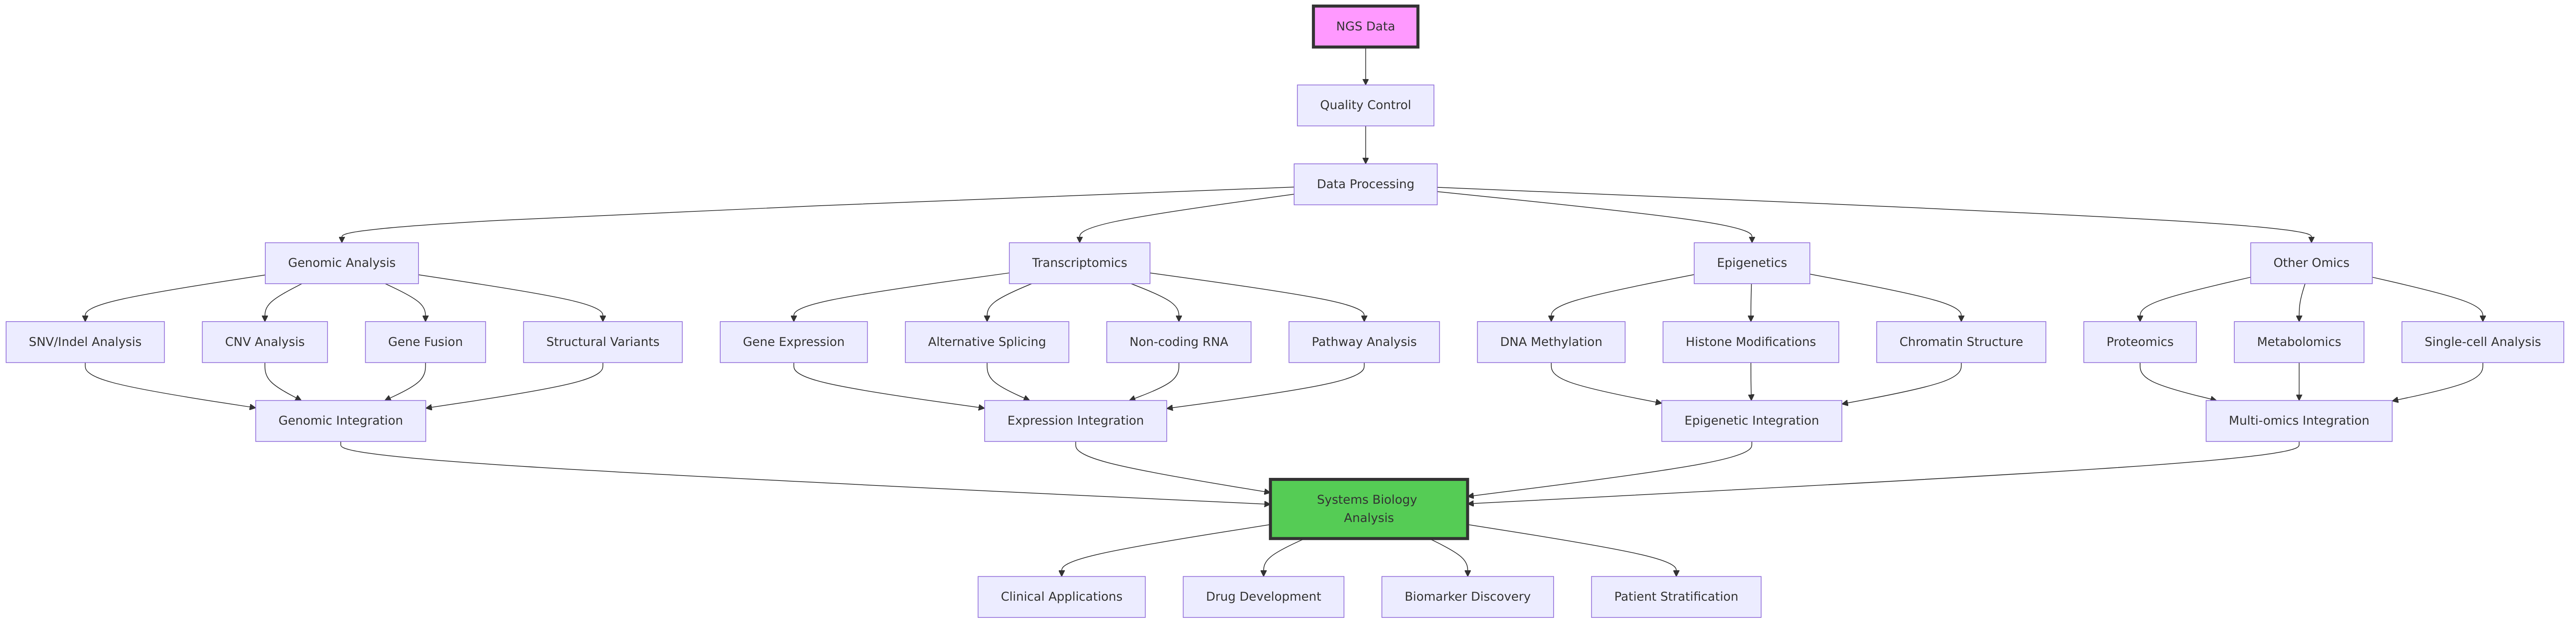 NGS Data
Quality Control
Data Processing
Genomic Analysis
Transcriptomics
Epigenetics
Other Omics
SNV/Indel Analysis
CNV Analysis
Gene Fusion
Structural Variants
Gene Expression
Alternative Splicing
Non-coding RNA
Pathway Analysis
DNA Methylation
Histone Modifications
Chromatin Structure
Proteomics
Metabolomics
Single-cell Analysis
Genomic Integration
Expression Integration
Epigenetic Integration
Multi-omics Integration
Systems Biology
Analysis
Clinical Applications
Drug Development
Biomarker Discovery
Patient Stratification